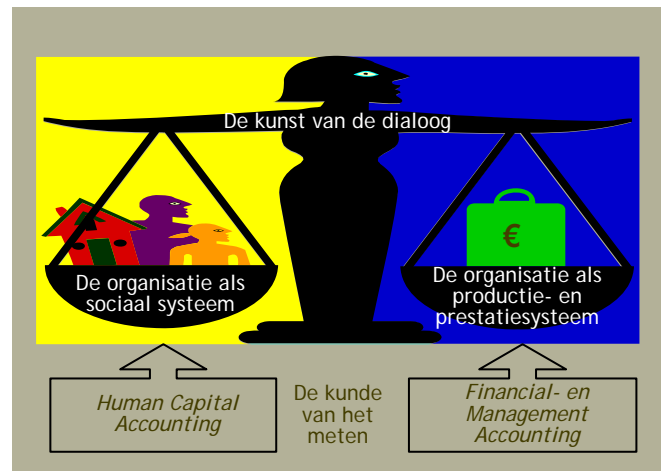 De kunst van de dialoog
€
De organisatie als
sociaal systeem
De organisatie als
productie- en
prestatiesysteem
Human Capital
Accounting
De kunde
van het
meten
Financial- en
Management
Accounting